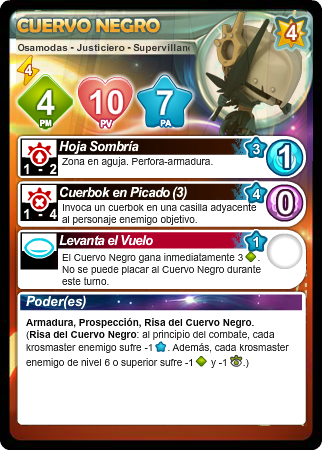 CUERVO NEGRO
4
Osamodas - Justiciero - Supervillano
4
4
PM
10
PV
7
PA
Hoja Sombría
3
1
1 - 2
Zona en aguja. Perfora-armadura.
Cuerbok en Picado (3)
4
0
1 - 4
Invoca un cuerbok en una casilla adyacente
al personaje enemigo objetivo.
Levanta el Vuelo
1
El Cuervo Negro gana inmediatamente 3 .
No se puede placar al Cuervo Negro durante
este turno.
Poder(es)
Armadura, Prospección, Risa del Cuervo Negro.
(Risa del Cuervo Negro: al principio del combate, cada
krosmaster enemigo sufre -1 . Además, cada krosmaster
enemigo de nivel 6 o superior sufre -1 y -1 .)